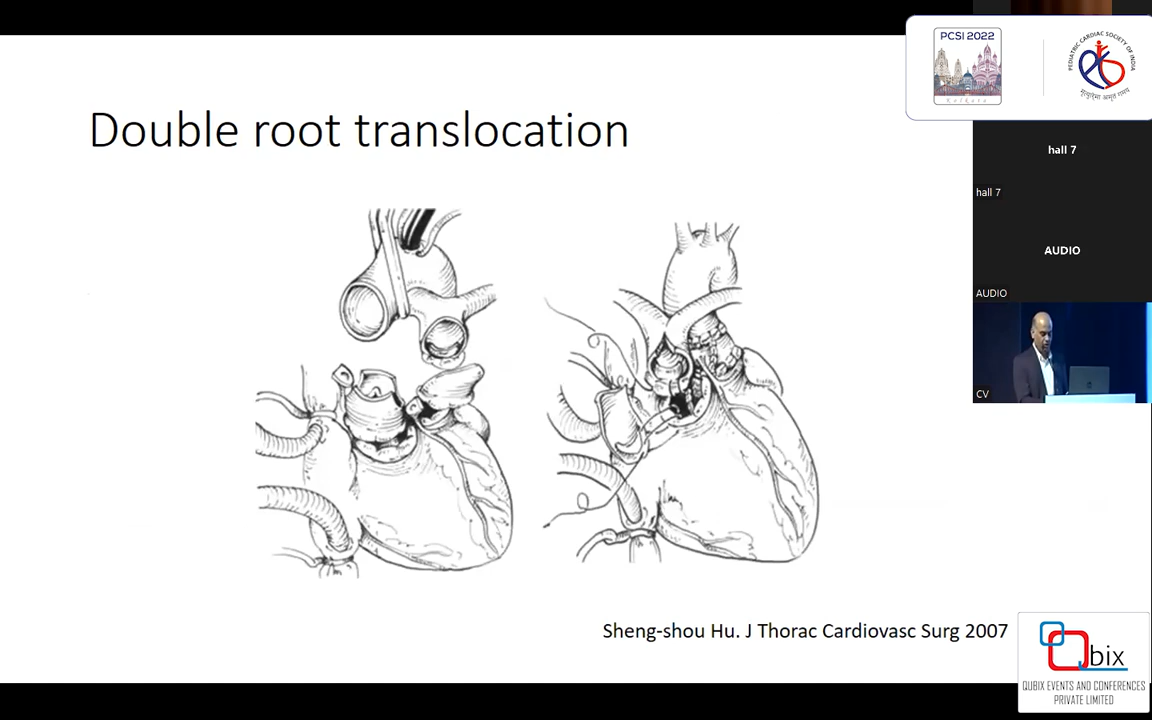 PCSI 2022
Kolkata
PEDIATRIC CARDIAC SOCIETY OF INDIA
Double root translocation
hall 7
hall 7
AUDIO
AUDIO
CV
Sheng-shou Hu. J Thorac Cardiovasc Surg 2007
Qbix
QUBIX EVENTS AND CONFERENCES
PRIVATE LIMITED